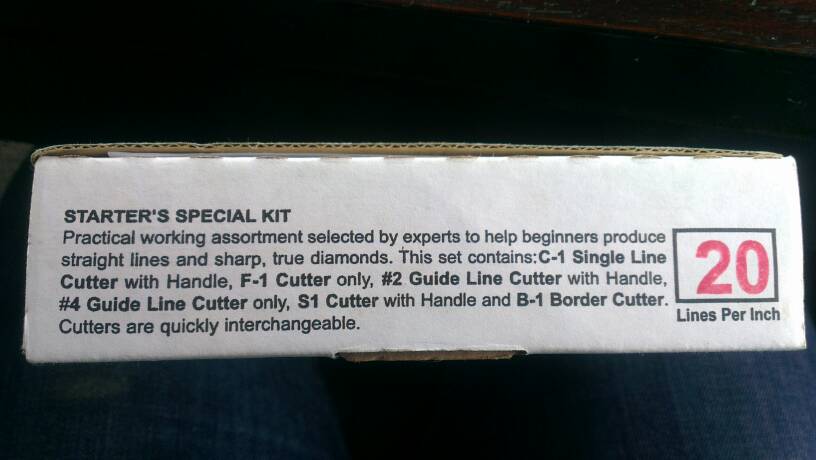 STARTER'S SPECIAL KIT
Practical working assortment selected by experts to help beginners produce
straight lines and sharp, true diamonds. This set contains:C-1 Single Line
Cutter with Handle, F-1 Cutter only, #2 Guide Line Cutter with Handle,
#4 Guide Line Cutter only, S1 Cutter with Handle and B-1 Border Cutter.
Cutters are quickly interchangeable.
20
Lines Per Inch